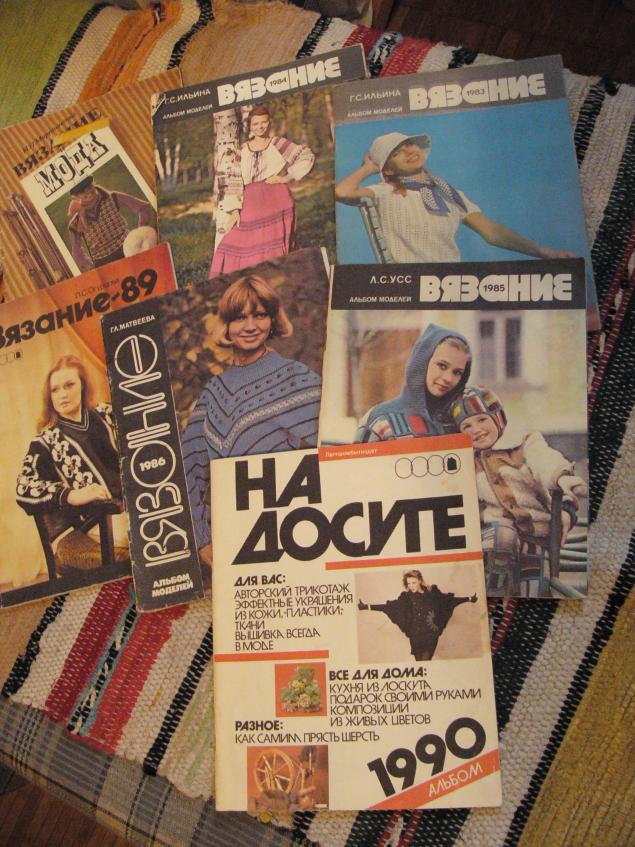 МОДА
Г.С.ИЛЬИНА
АЛЬБОМ МОДЕЛЕЙ
ВЯЗАНИЕ
1984
Г.С.ИЛЬИНА
АЛЬБОМ МОДЕЛЕЙ
ВЯЗАНИЕ
1983
вязание-89
Г.Л.МАТВЕЕВА
ВЯЗАНИЕ
1986
АЛЬБОМ
МОДЕЛЕЙ
Л.С.УСС
АЛЬБОМ МОДЕЛЕЙ
ВЯЗАНИЕ
1985
Легпромбытиздат
НА
ДОСУГЕ
ДЛЯ ВАС:
АВТОРСКИЙ ТРИКОТАЖ
ЭФФЕКТНЫЕ УКРАШЕНИЯ
ИЗ КОЖИ,-ПЛАСТИКИ,-
ТКАНИ
ВЫШИВКА ВСЕГДА
В МОДЕ
ВСЕ ДЛЯ ДОМА:
КУХНЯ ИЗ ЛОСКУТА
ПОДАРОК СВОИМИ РУКАМИ
КОМПОЗИЦИИ
ИЗ ЖИВЫХ ЦВЕТОВ
РАЗНОЕ:
КАК САМИМ ПРЯСТЬ ШЕРСТЬ
1990
АЛЬБОМ